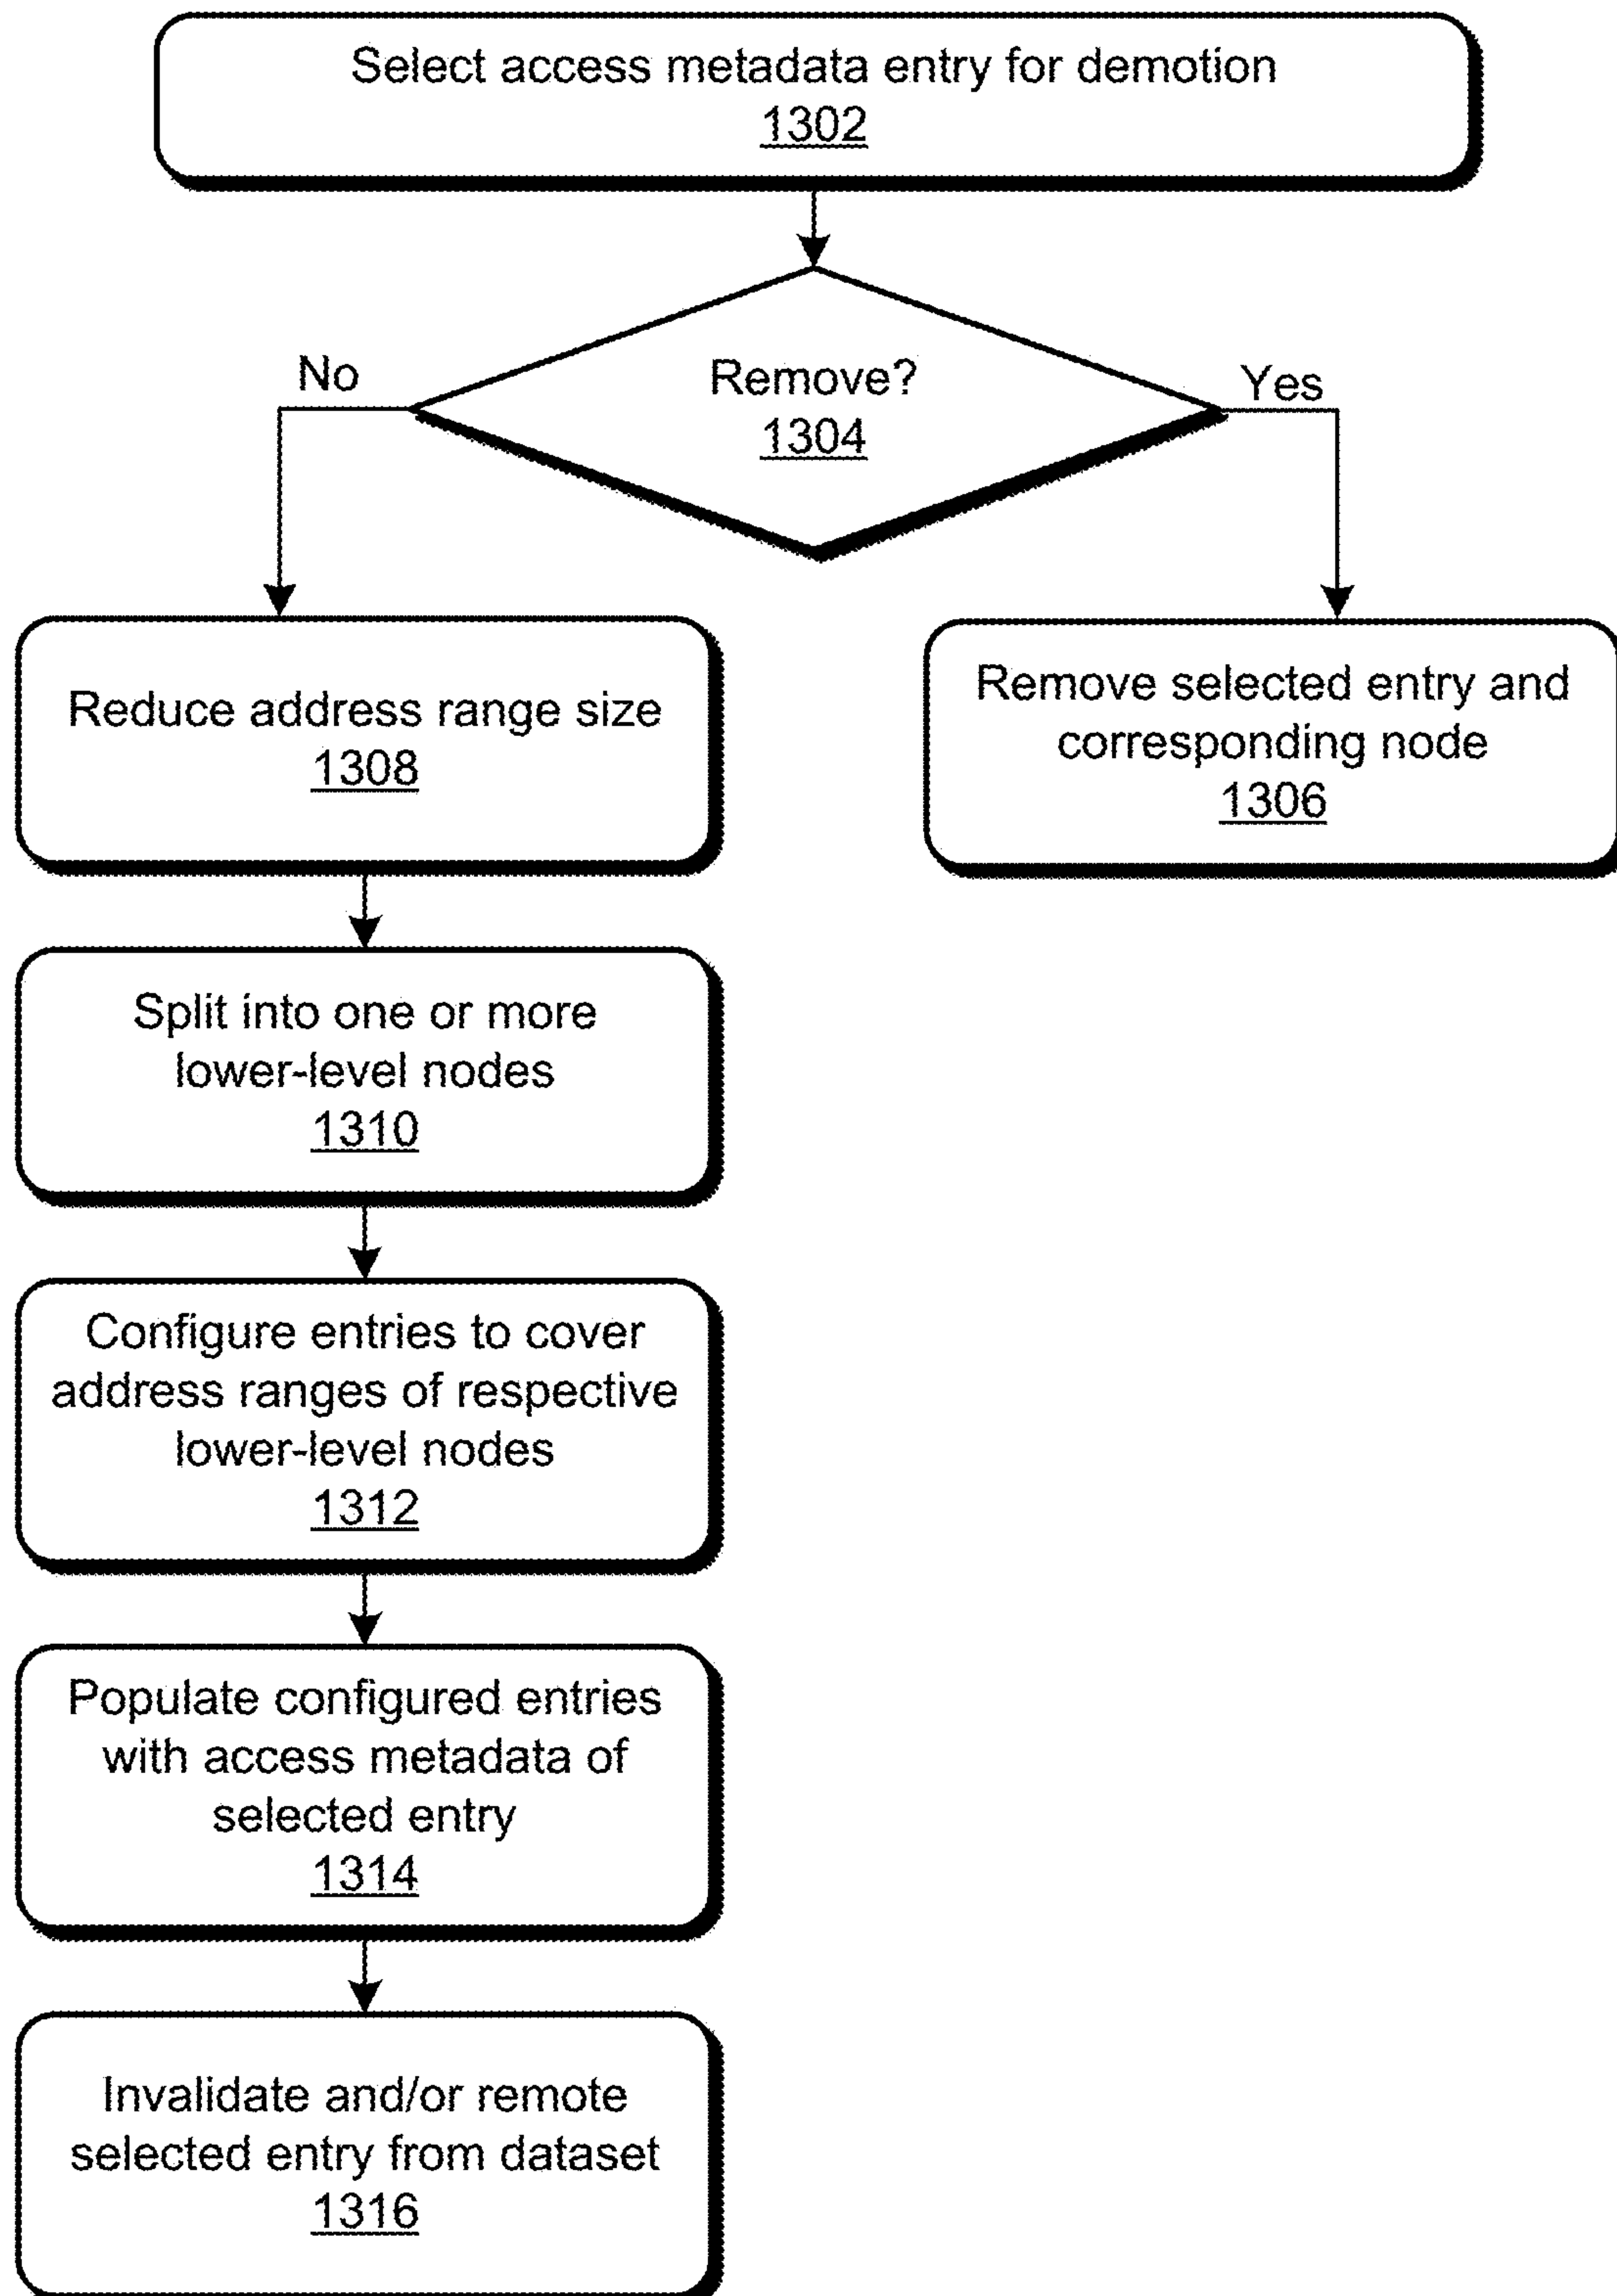 Select access metadata entry for demotion
1302
Remove?
1304
No
Yes
Reduce address range size
1308
Remove selected entry and
corresponding node
1306
Split into one or more
lower-level nodes
1310
Configure entries to cover
address ranges of respective
lower-level nodes
1312
Populate configured entries
with access metadata of
selected entry
1314
Invalidate and/or remote
selected entry from dataset
1316